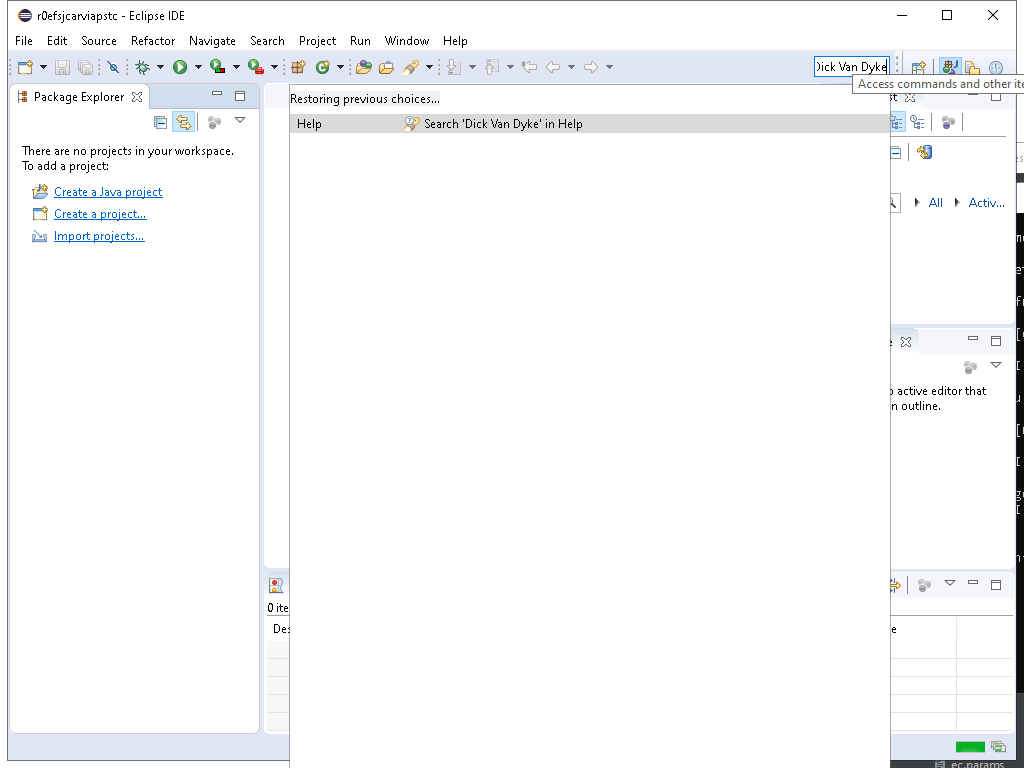 r0efsjcarviapstc - Eclipse IDE
File Edit Source Refactor Navigate Search Project Run Window Help
Dick Van Dyke
Access commands and other ite
Package Explorer
Restoring previous choices...
Help Search 'Dick Van Dyke' in Help
There are no projects in your workspace.
To add a project:
Create a Java project
Create a project...
Import projects...
All Activ...
active editor that
n outline.
0 ite
Des
e
ec.params